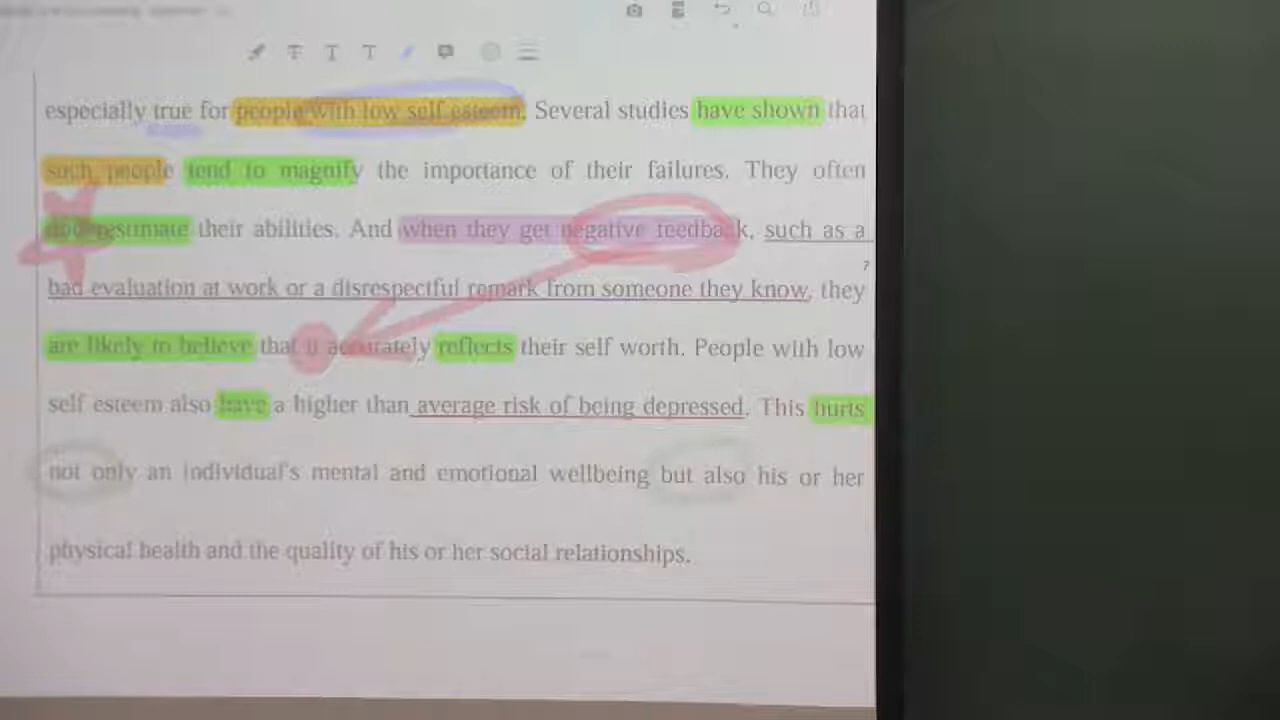 especially true for people with low self esteem. Several studies have shown that
such people tend to magnify the importance of their failures. They often
underestimate their abilities. And when they get negative feedback, such as a
bad evaluation at work or a disrespectful remark from someone they know, they
are likely to believe that it accurately reflects their self worth. People with low
self esteem also have a higher than average risk of being depressed. This hurts
not only an individual's mental and emotional wellbeing but also his or her
physical health and the quality of his or her social relationships.